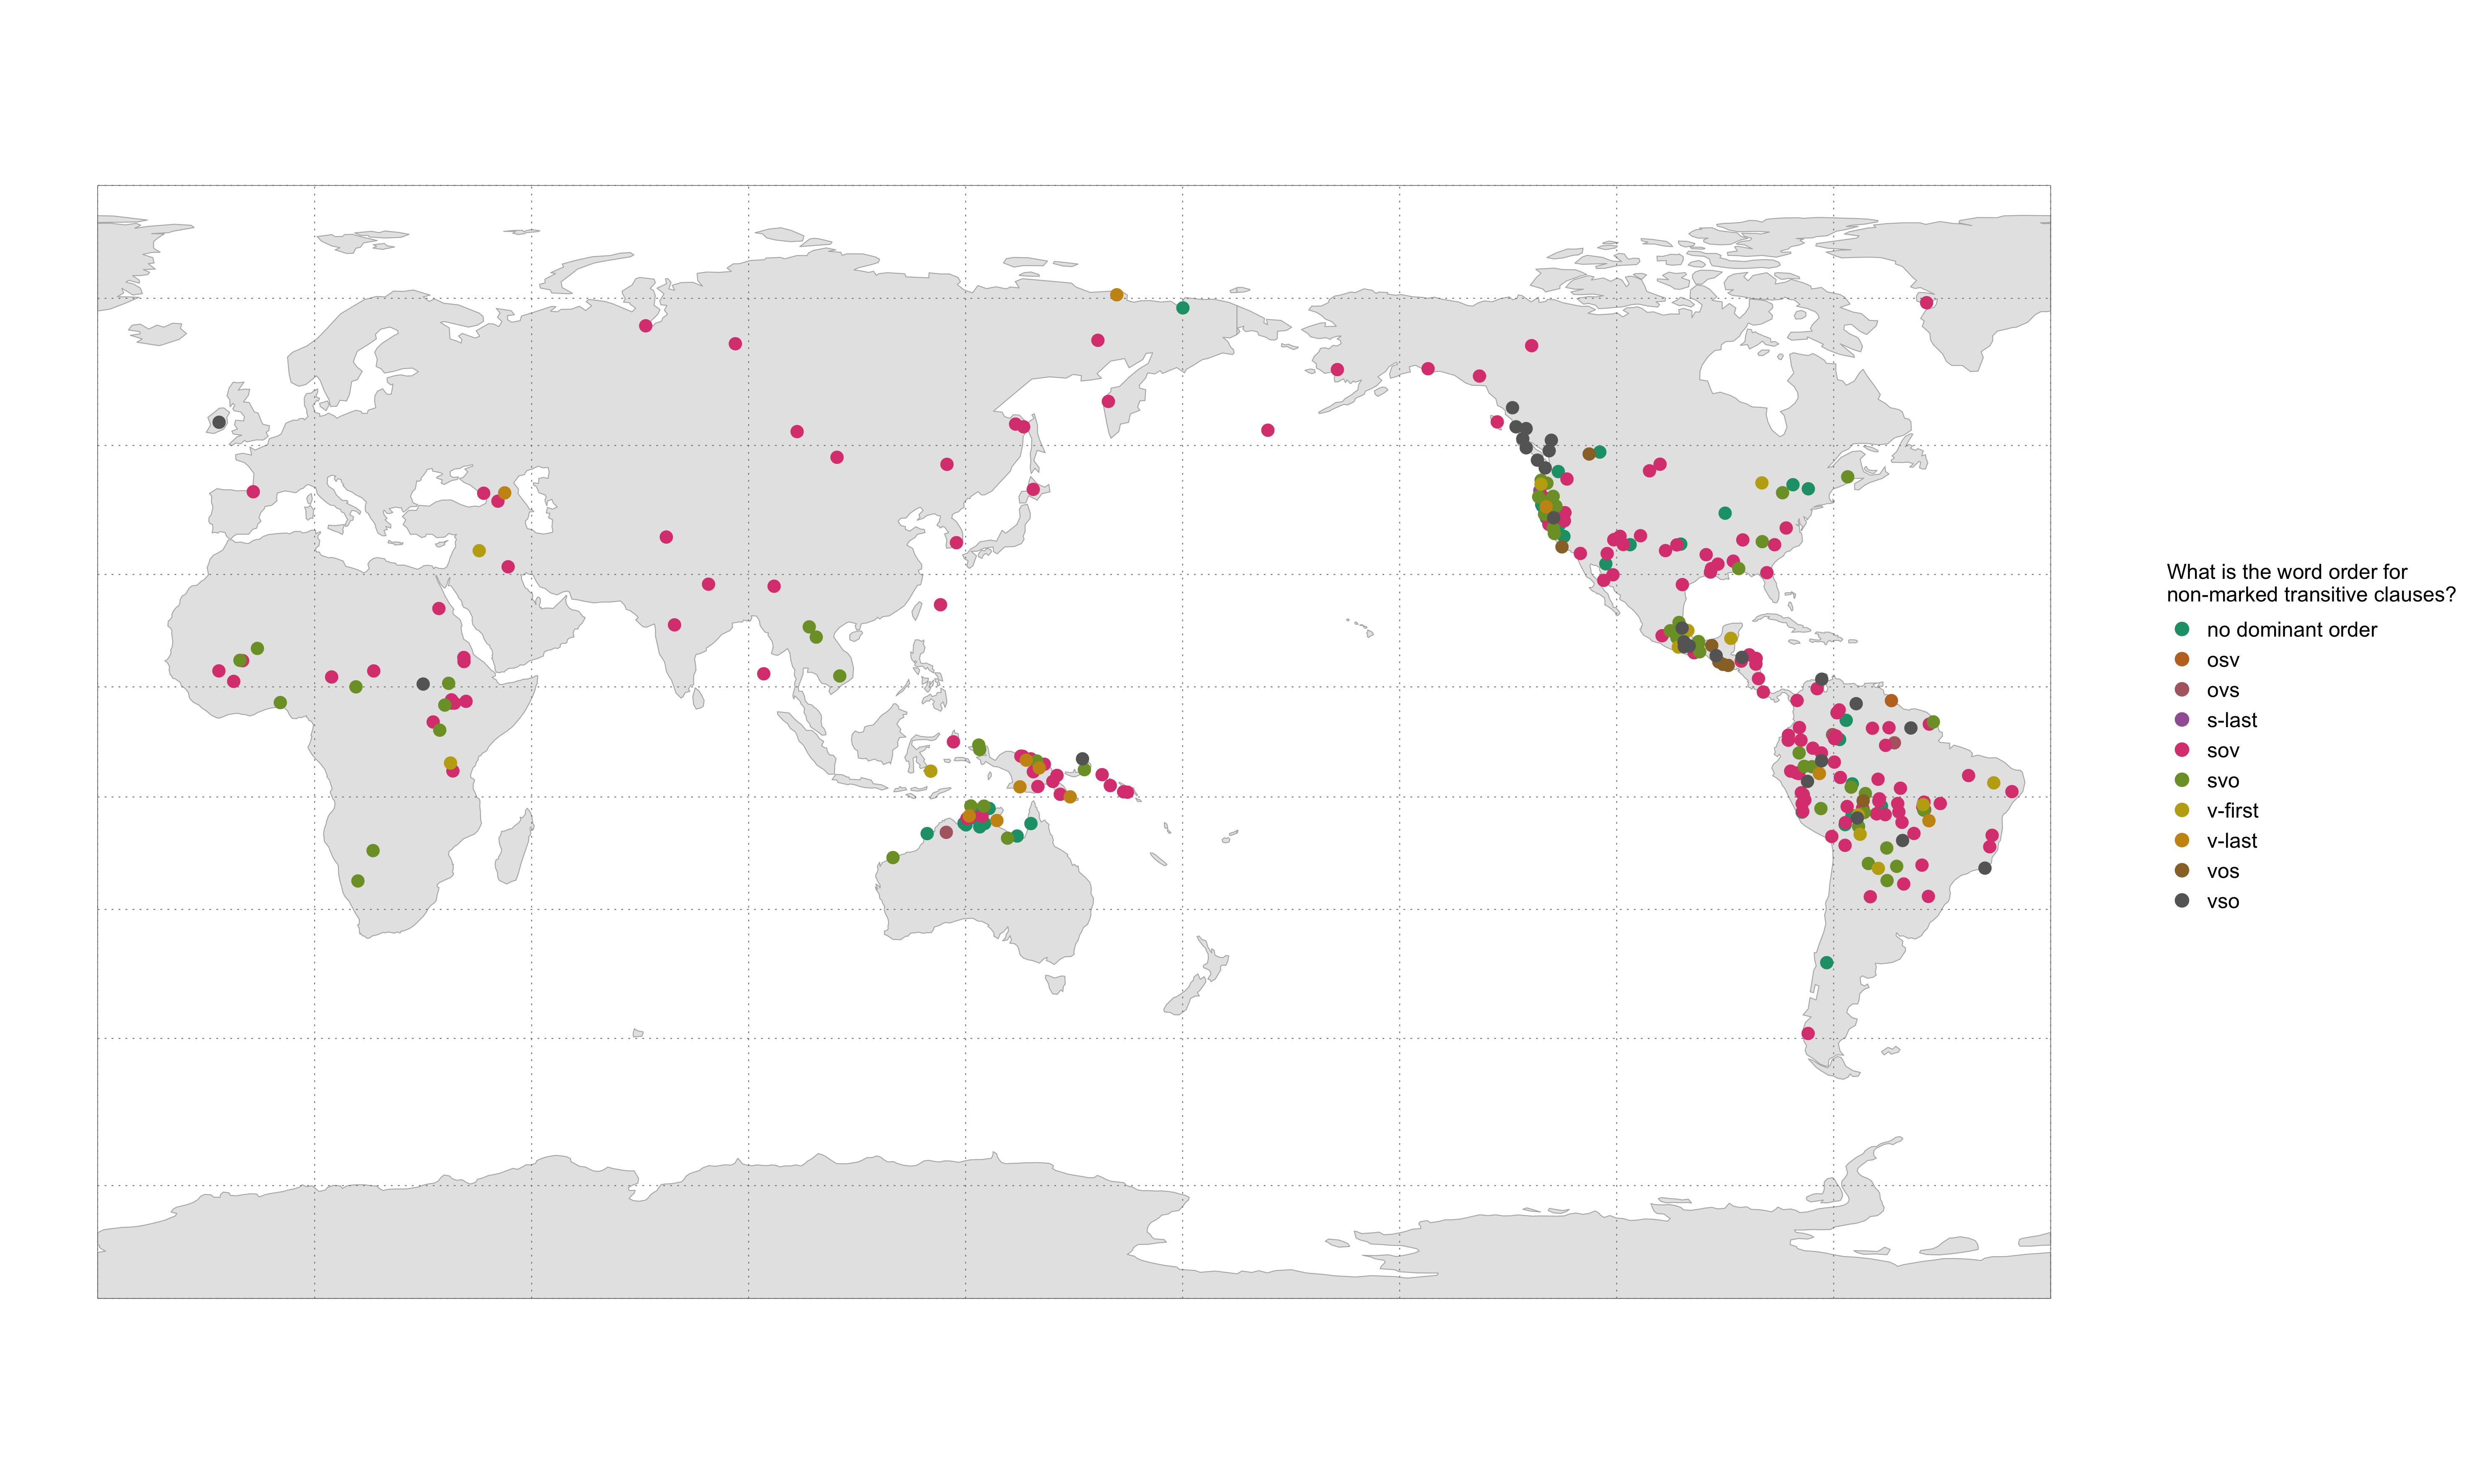 What is the word order for
non-marked transitive clauses?
no dominant order
osv
ovs
s-last
sov
svo
v-first
v-last
vos
vso